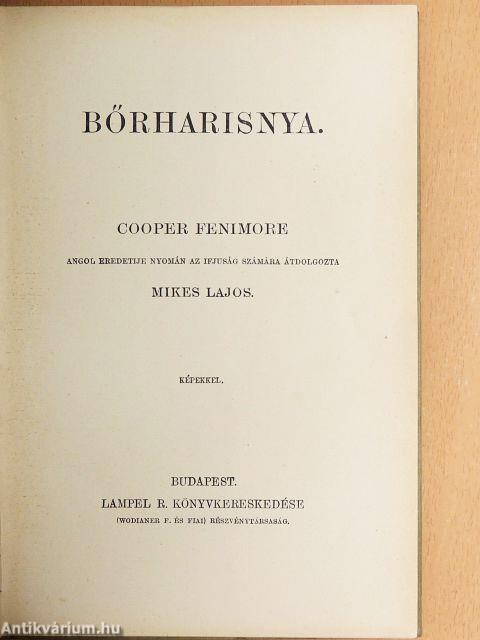 BŐRHARISNYA.
COOPER FENIMORE
ANGOL EREDETIJE NYOMÁN AZ IFJUSÁG SZÁMÁRA ÁTDOLGOZTA
MIKES LAJOS.
KÉPEKKEL.
BUDAPEST.
LAMPEL R. KÖNYVKERESKEDÉSE
(WODIANER F. ÉS FIAI) RÉSZVÉNYTÁRSASÁG.
Antikvárium.hu